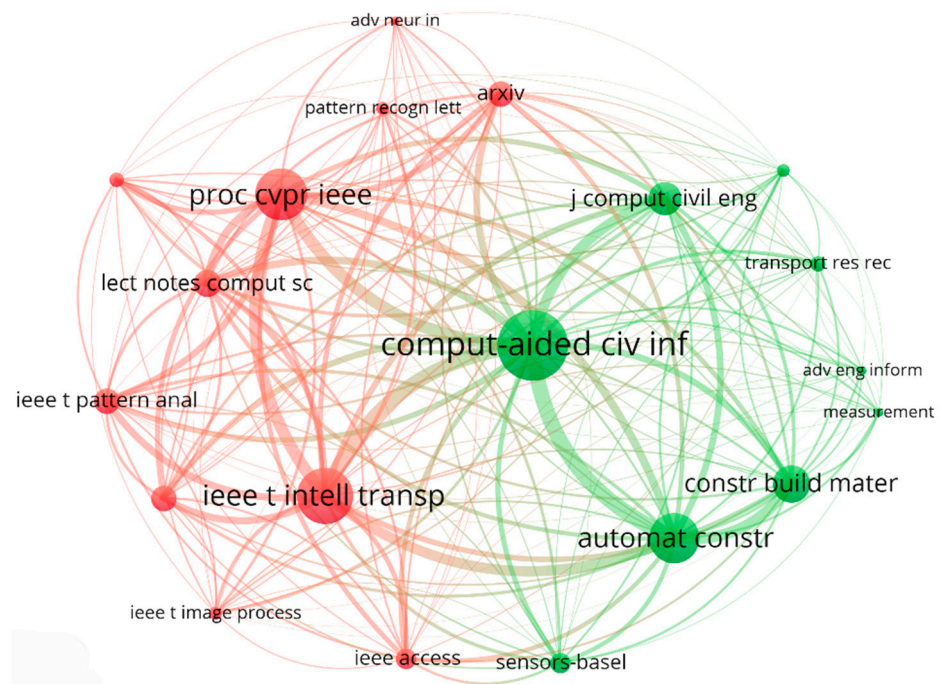 adv neur in
arxiv
pattern recogn lett
proc cvpr ieee
j comput civil eng
transport res rec
lect notes comput sc
comput-aided civ inf
adv eng inform
ieee t pattern anal
measurement
constr build mater
ieee t intell transp
automat constr
ieee t image process
ieee access
sensors-basel